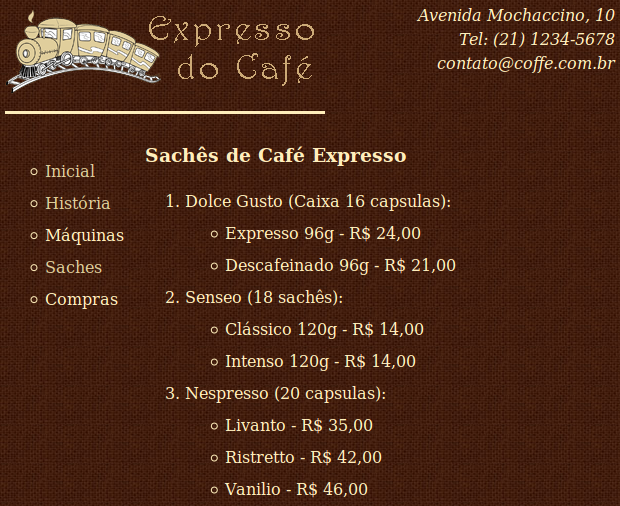 Expresso
do Café
Avenida Mochaccino, 10
Tel: (21) 1234-5678
contato@coffe.com.br
Inicial
História
Máquinas
Saches
Compras
Sachês de Café Expresso
1. Dolce Gusto (Caixa 16 capsulas):
Expresso 96g - R$ 24,00
Descafeinado 96g - R$ 21,00
2. Senseo (18 sachês):
Clássico 120g - R$ 14,00
Intenso 120g - R$ 14,00
3. Nespresso (20 capsulas):
Livanto - R$ 35,00
Ristretto - R$ 42,00
Vanilio - R$ 46,00